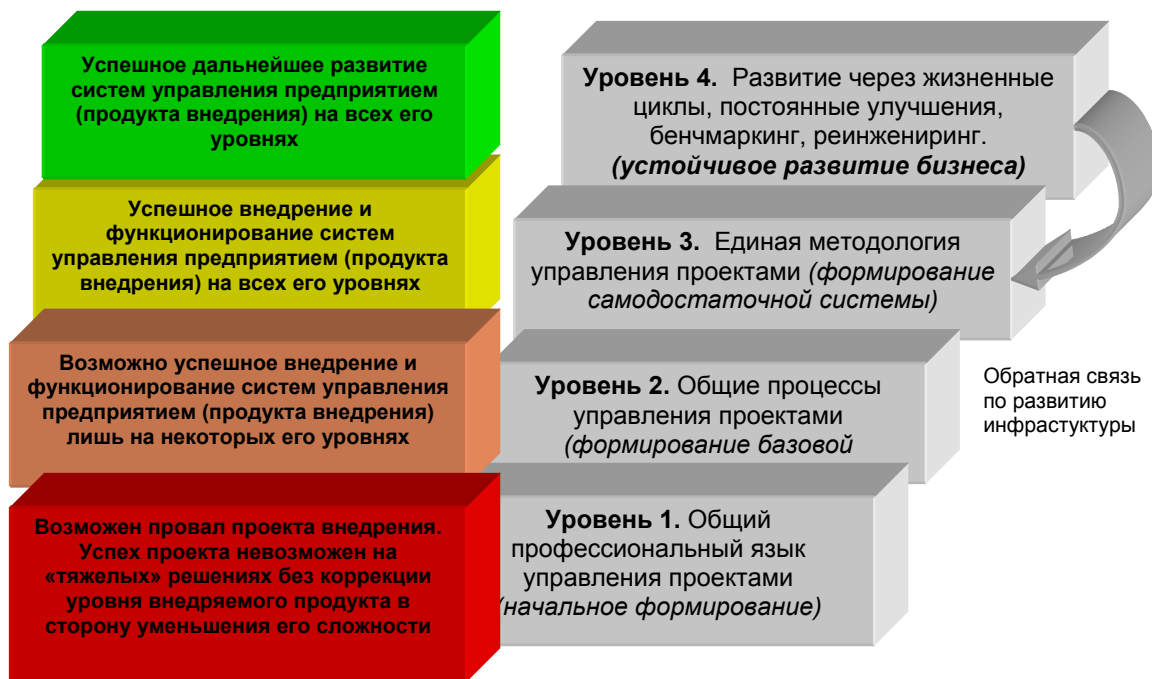 Успешное дальнейшее развитие
систем управления предприятием
(продукта внедрения) на всех его
уровнях
Уровень 4. Развитие через жизненные
циклы, постоянные улучшения,
бенчмаркинг, реинжениринг.
(устойчивое развитие бизнеса)
Успешное внедрение и
функционирование систем
управления предприятием (продукта
внедрения) на всех его уровнях
Уровень 3. Единая методология
управления проектами (формирование
самодостаточной системы)
Возможно успешное внедрение и
функционирование систем управления
предприятием (продукта внедрения)
лишь на некоторых его уровнях
Уровень 2. Общие процессы
управления проектами
(формирование базовой
Обратная связь
по развитию
инфрастуктуры
Возможен провал проекта внедрения.
Успех проекта невозможен на
«тяжелых» решениях без коррекции
уровня внедряемого продукта в
сторону уменьшения его сложности
Уровень 1. Общий
профессиональный язык
управления проектами
(начальное формирование)